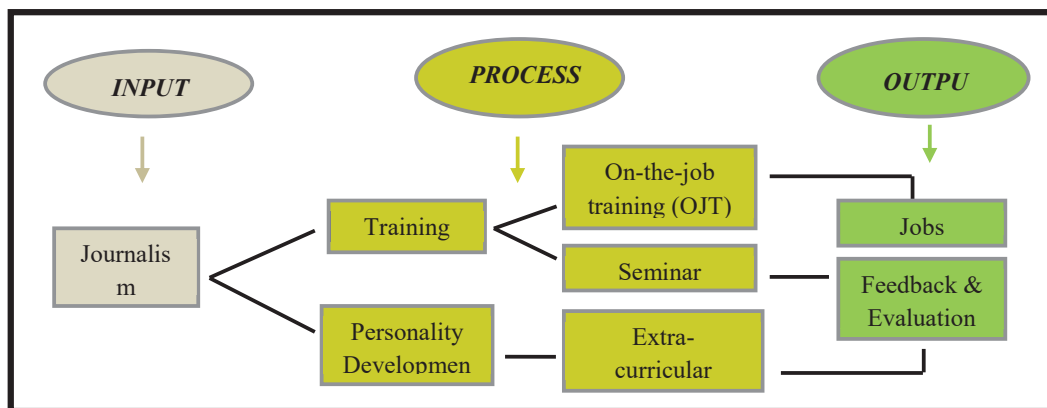 INPUT
PROCESS
OUTPU
On-the-job
training (OJT)
Training
Jobs
Journalis
m
Seminar
Feedback &
Evaluation
Personality
Developmen
Extra-
curricular